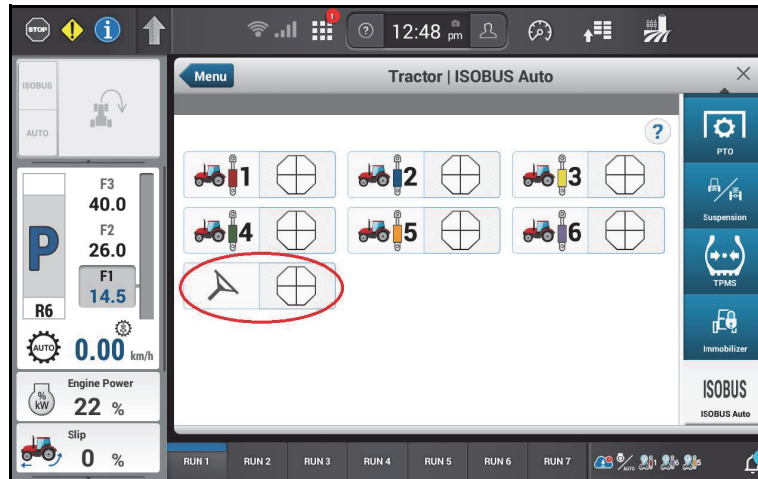 STOP
1
12:48 pm
ISOBUS
AUTO
Menu
Tractor | ISOBUS Auto
?
PTO
Suspension
TPMS
Immobilizer
ISOBUS
ISOBUS Auto
1
2
3
4
5
6
F3
40.0
F2
26.0
F1
14.5
P
R6
AUTO
0.00 km/h
%
kW
Engine Power
22 %
Slip
0 %
RUN 1
RUN 2
RUN 3
RUN 4
RUN 5
RUN 6
RUN 7
AUTO
1
6